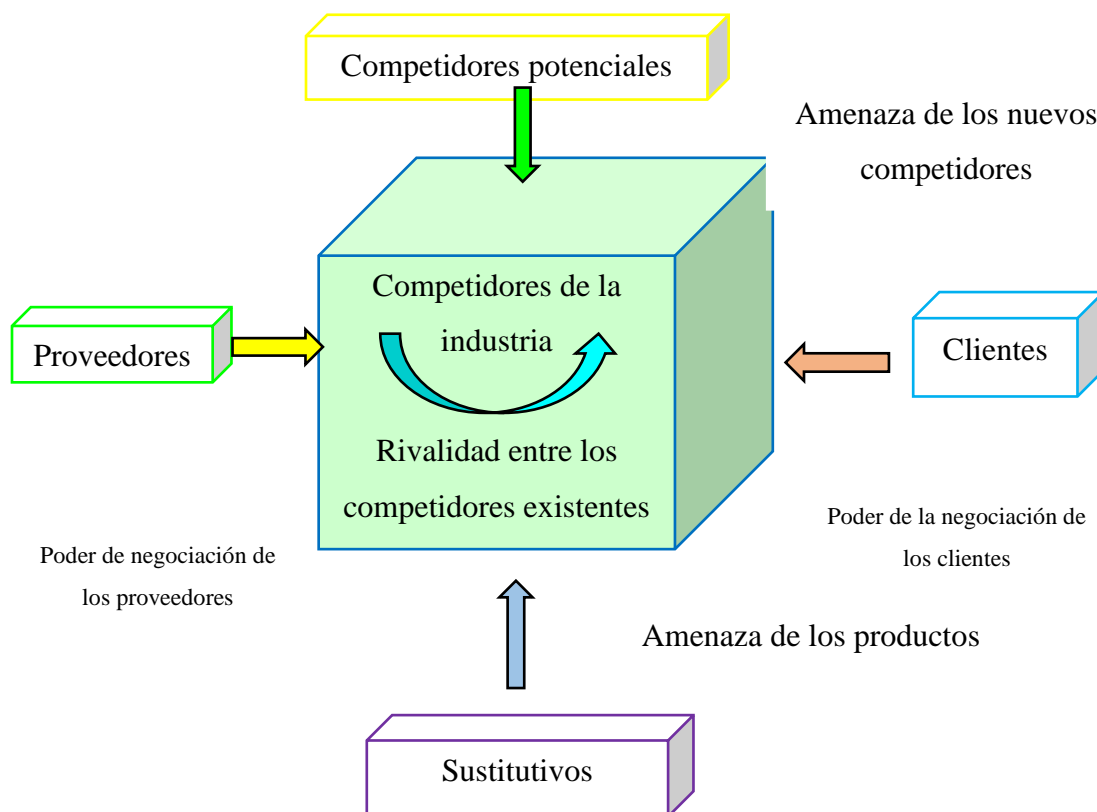 Competidores potenciales
Amenaza de los nuevos
competidores
Competidores de la
industria
Proveedores
Clientes
Rivalidad entre los
competidores existentes
Poder de negociación de
los proveedores
Poder de la negociación de
los clientes
Amenaza de los productos
Sustitutivos